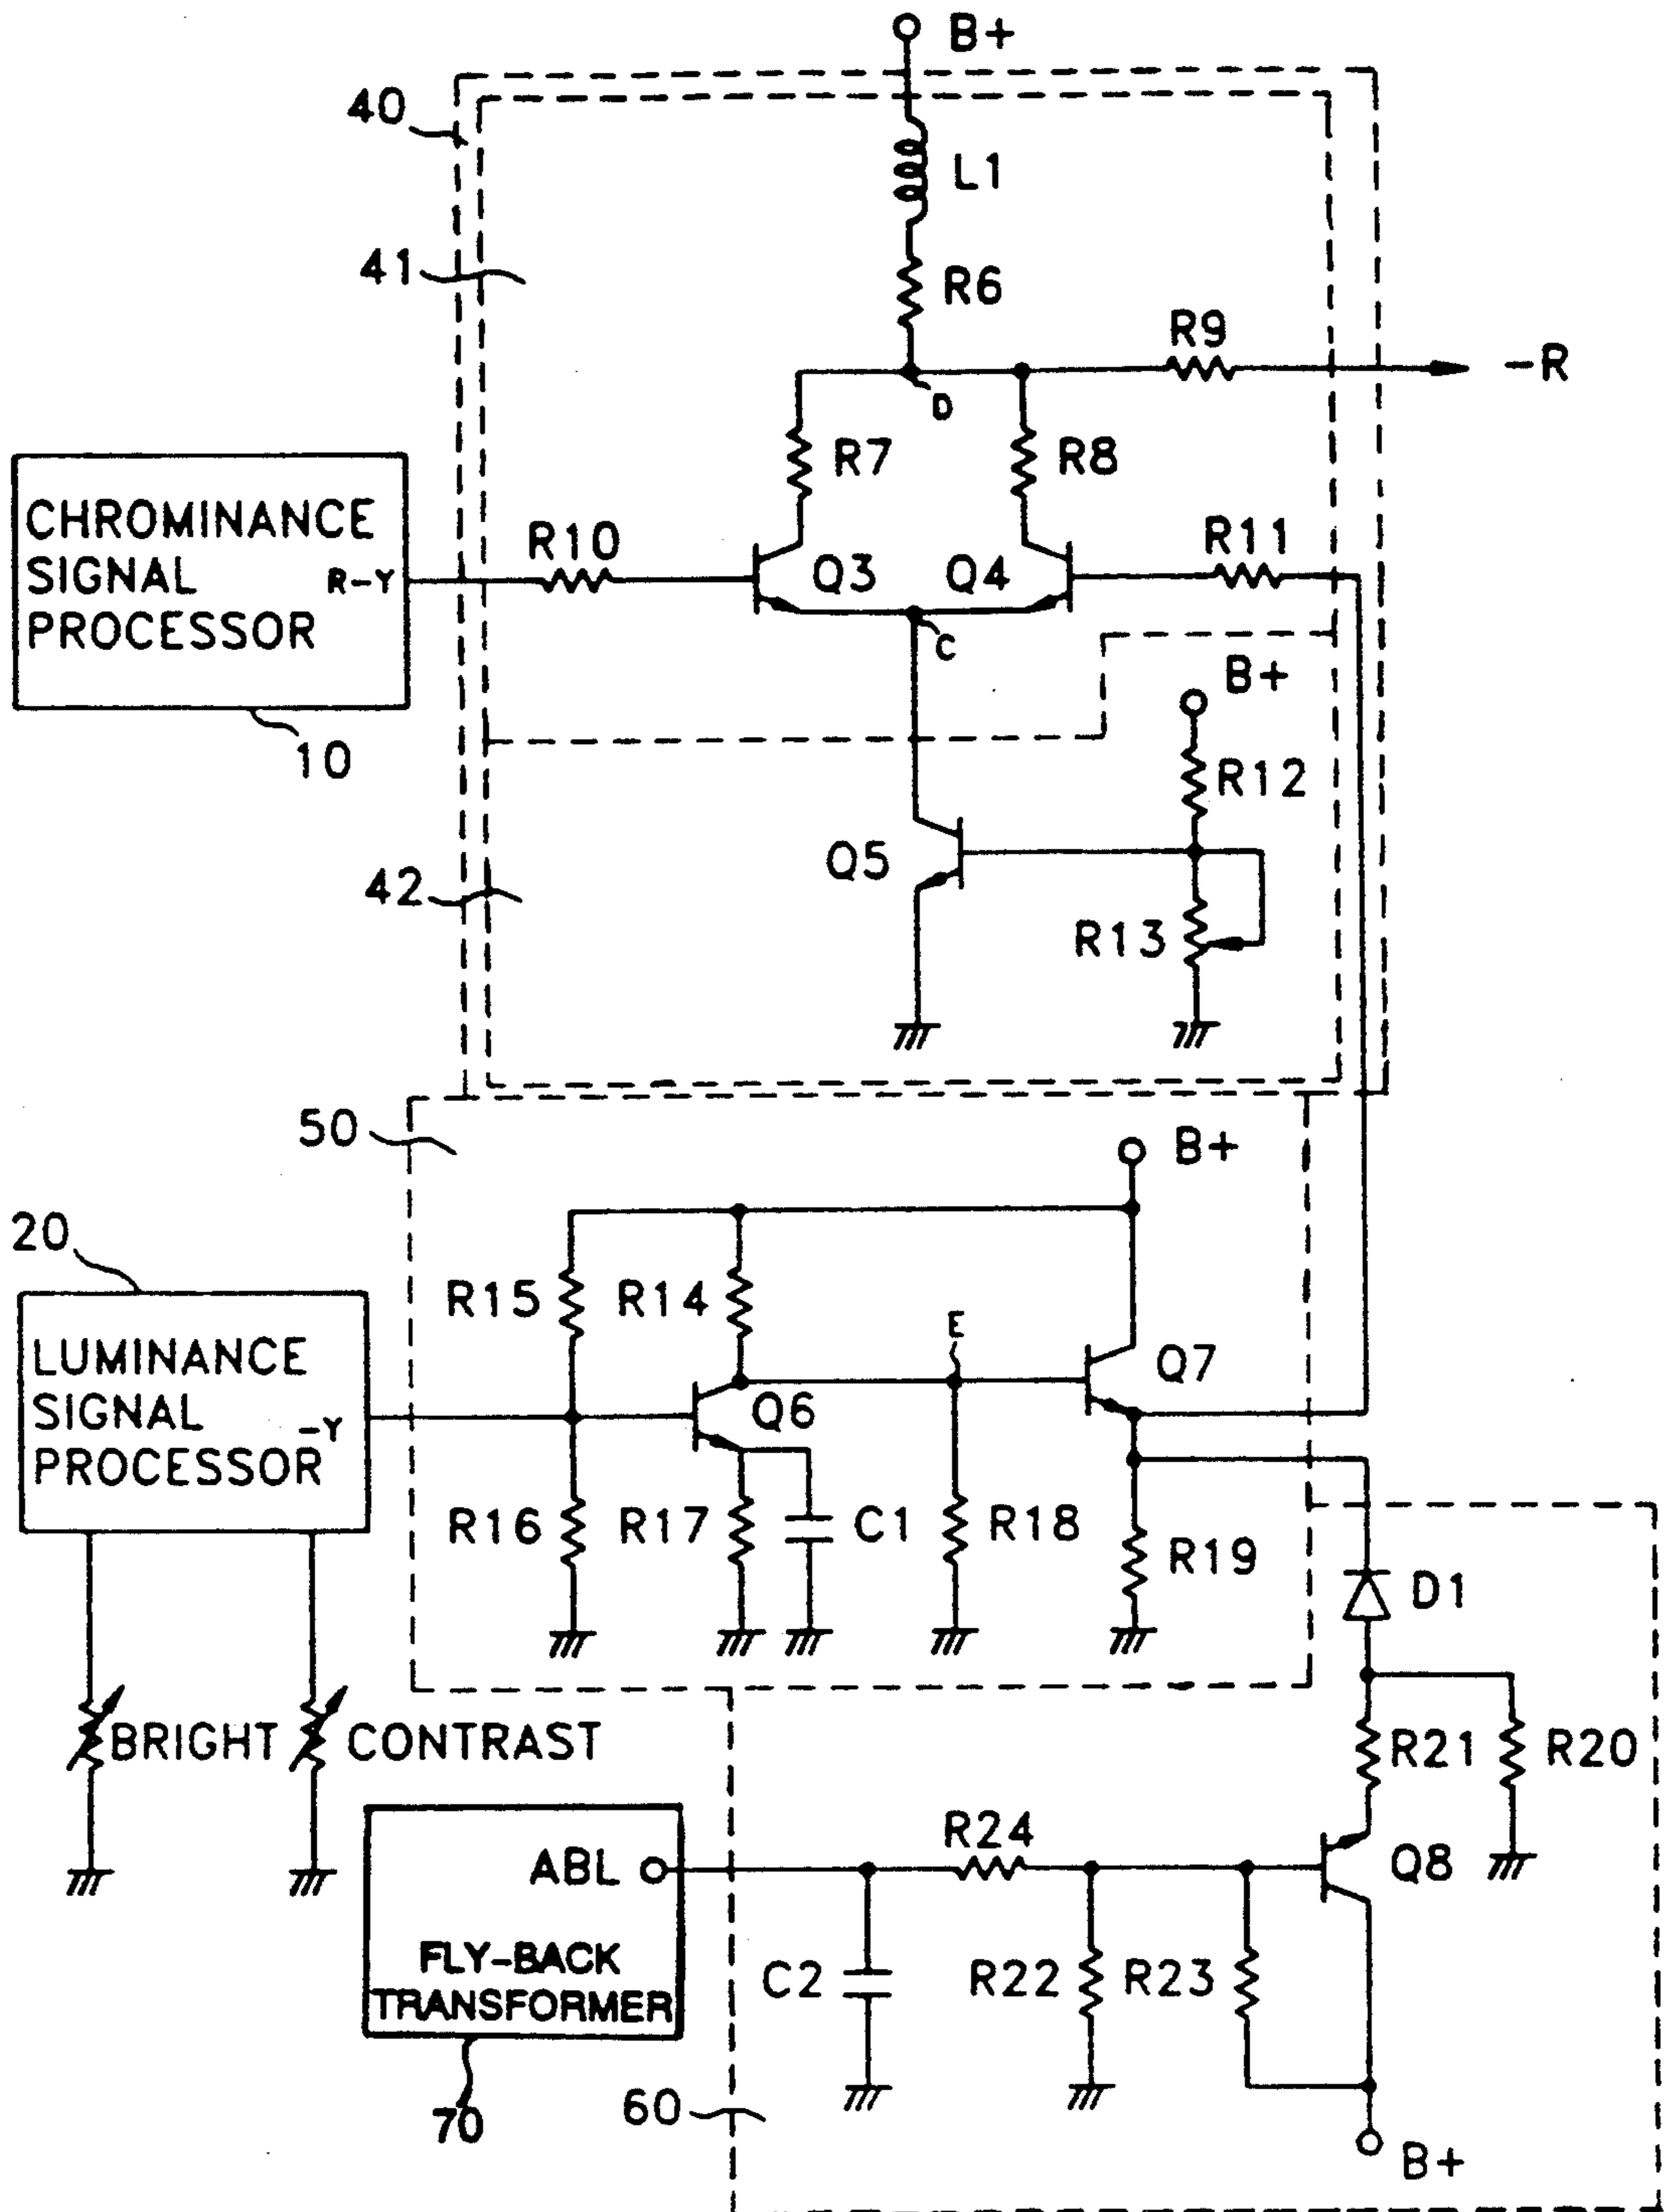 B+
40
L1
41
R6
R9
-R
D
R7
R8
CHROMINANCE
SIGNAL
R-Y
PROCESSOR
R10
Q3
Q4
R11
C
B+
10
R12
Q5
42
R13
50
B+
20
R15
R14
E
Q7
LUMINANCE
SIGNAL
-Y
PROCESSOR
Q6
R16
R17
C1
R18
R19
D1
BRIGHT
CONTRAST
R21
R20
R24
ABL
Q8
FLY-BACK
TRANSFORMER
C2
R22
R23
70
60
B+